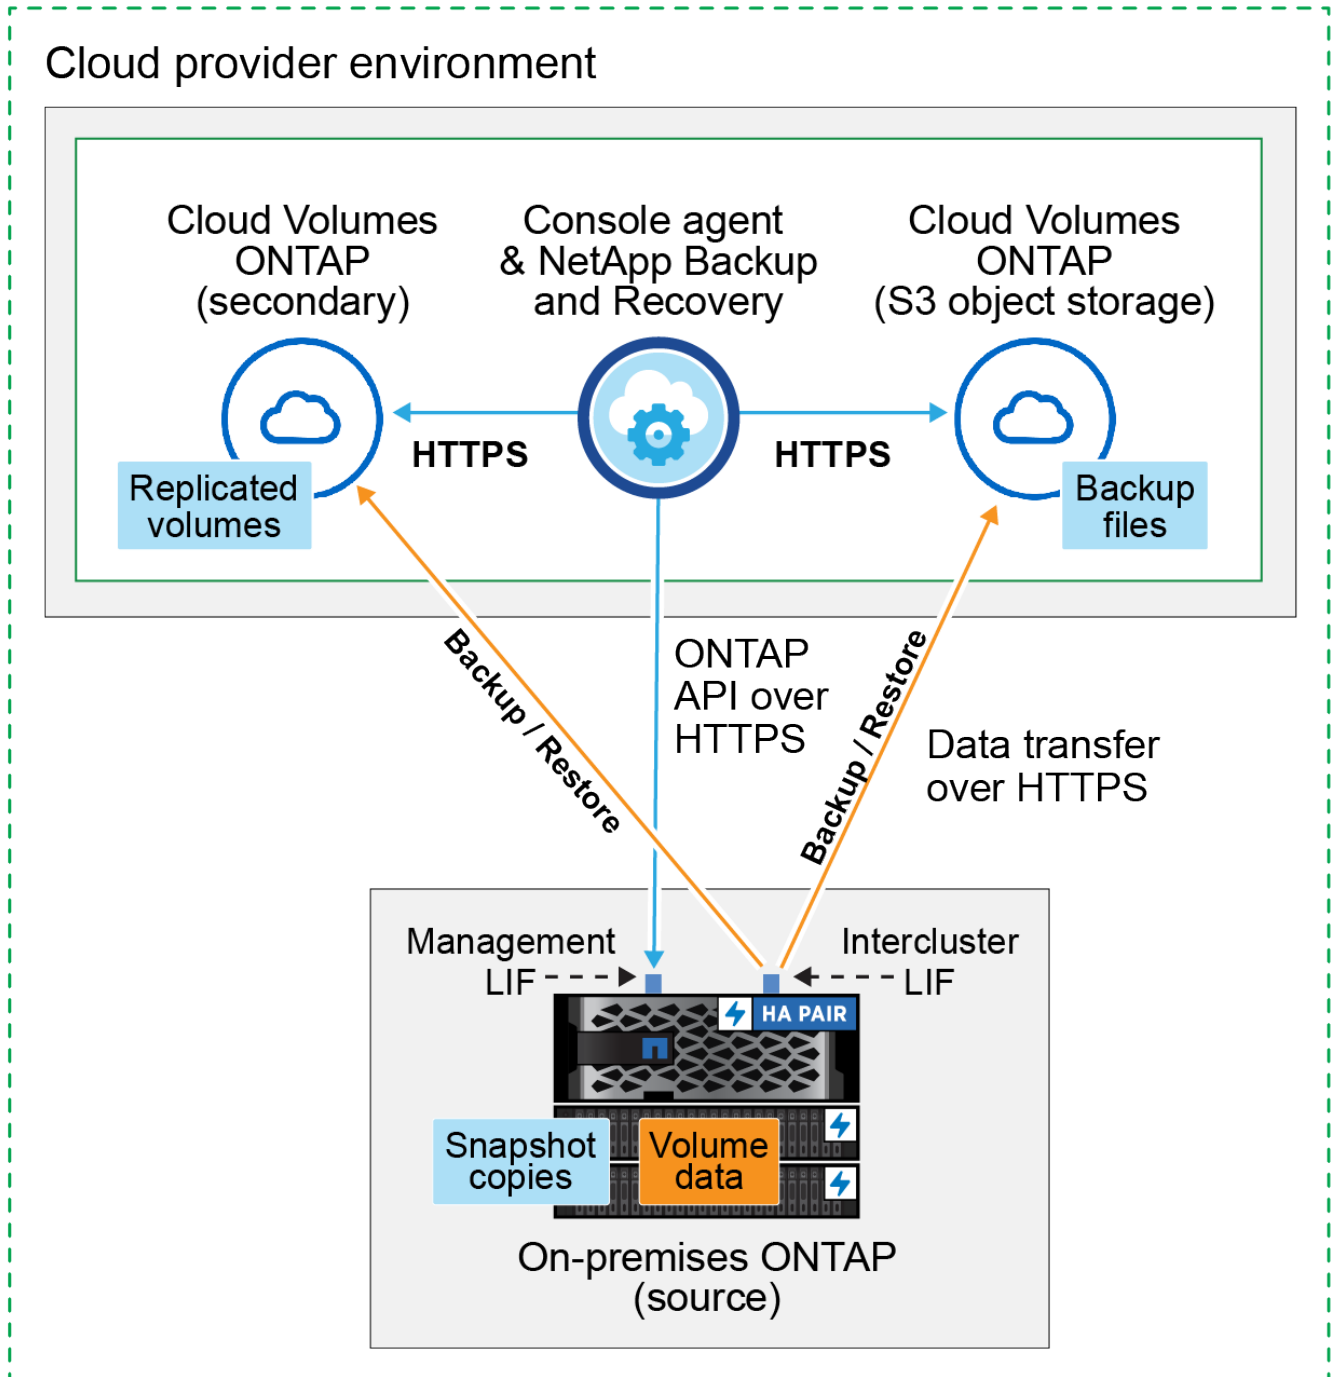 Cloud provider environment
Cloud Volumes
ONTAP
(secondary)
Console agent
& NetApp Backup
and Recovery
Cloud Volumes
ONTAP
(S3 object storage)
HTTPS
HTTPS
Replicated
volumes
Backup
files
Backup / Restore
ONTAP
API over
HTTPS
Backup / Restore
Data transfer
over HTTPS
Management
LIF
Intercluster
LIF
HA PAIR
Snapshot
copies
Volume
data
On-premises ONTAP
(source)